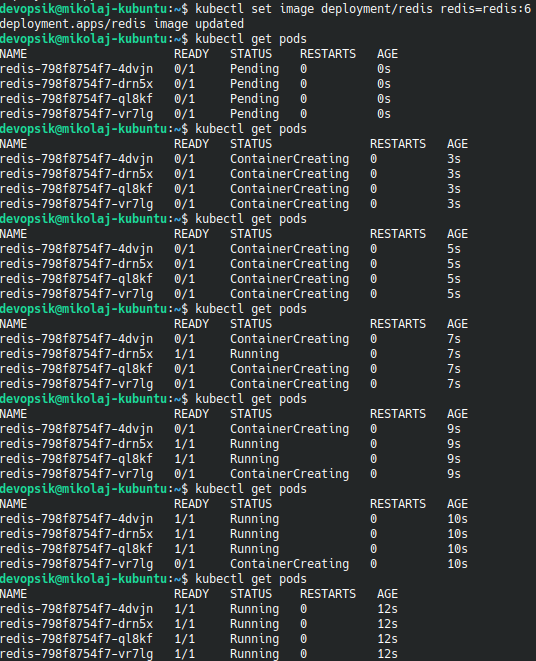 devopsik@mikolaj-kubuntu:~$ kubectl set image deployment/redis redis=redis:6
deployment.apps/redis image updated
devopsik@mikolaj-kubuntu:~$ kubectl get pods
NAME                     READY   STATUS    RESTARTS   AGE
redis-798f8754f7-4dvjn   0/1     Pending   0          0s
redis-798f8754f7-drn5x   0/1     Pending   0          0s
redis-798f8754f7-ql8kf   0/1     Pending   0          0s
redis-798f8754f7-vr7lg   0/1     Pending   0          0s
devopsik@mikolaj-kubuntu:~$ kubectl get pods
NAME                     READY   STATUS              RESTARTS   AGE
redis-798f8754f7-4dvjn   0/1     ContainerCreating   0          3s
redis-798f8754f7-drn5x   0/1     ContainerCreating   0          3s
redis-798f8754f7-ql8kf   0/1     ContainerCreating   0          3s
redis-798f8754f7-vr7lg   0/1     ContainerCreating   0          3s
devopsik@mikolaj-kubuntu:~$ kubectl get pods
NAME                     READY   STATUS              RESTARTS   AGE
redis-798f8754f7-4dvjn   0/1     ContainerCreating   0          5s
redis-798f8754f7-drn5x   0/1     ContainerCreating   0          5s
redis-798f8754f7-ql8kf   0/1     ContainerCreating   0          5s
redis-798f8754f7-vr7lg   0/1     ContainerCreating   0          5s
devopsik@mikolaj-kubuntu:~$ kubectl get pods
NAME                     READY   STATUS              RESTARTS   AGE
redis-798f8754f7-4dvjn   0/1     ContainerCreating   0          7s
redis-798f8754f7-drn5x   1/1     Running             0          7s
redis-798f8754f7-ql8kf   0/1     ContainerCreating   0          7s
redis-798f8754f7-vr7lg   0/1     ContainerCreating   0          7s
devopsik@mikolaj-kubuntu:~$ kubectl get pods
NAME                     READY   STATUS              RESTARTS   AGE
redis-798f8754f7-4dvjn   0/1     ContainerCreating   0          9s
redis-798f8754f7-drn5x   1/1     Running             0          9s
redis-798f8754f7-ql8kf   1/1     Running             0          9s
redis-798f8754f7-vr7lg   0/1     ContainerCreating   0          9s
devopsik@mikolaj-kubuntu:~$ kubectl get pods
NAME                     READY   STATUS              RESTARTS   AGE
redis-798f8754f7-4dvjn   1/1     Running             0          10s
redis-798f8754f7-drn5x   1/1     Running             0          10s
redis-798f8754f7-ql8kf   1/1     Running             0          10s
redis-798f8754f7-vr7lg   0/1     ContainerCreating   0          10s
devopsik@mikolaj-kubuntu:~$ kubectl get pods
NAME                     READY   STATUS    RESTARTS   AGE
redis-798f8754f7-4dvjn   1/1     Running   0          12s
redis-798f8754f7-drn5x   1/1     Running   0          12s
redis-798f8754f7-ql8kf   1/1     Running   0          12s
redis-798f8754f7-vr7lg   1/1     Running   0          12s